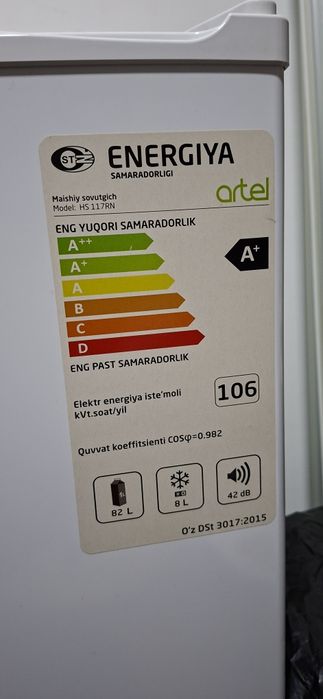 ST
ENERGIYA
SAMARADORLIGI
Maishiy sovutgich
Model: HS 117RN
artel
ENG YUQORI SAMARADORLIK
A++
A+
A+
A
B
C
D
ENG PAST SAMARADORLIK
Elektr energiya iste'moli
kVt.soat/yil
106
Quvvat koeffitsienti COSφ=0.982
82 L
8 L
42 dB
O'z DSt 3017:2015